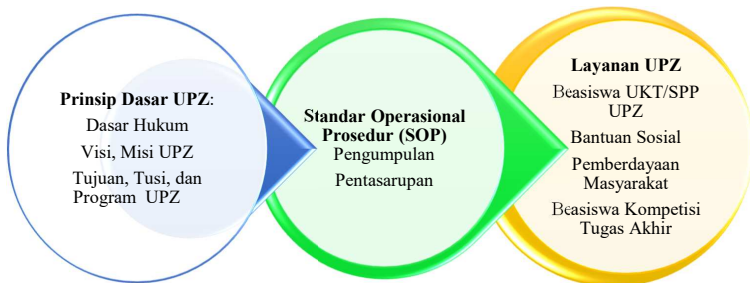 Prinsip Dasar UPZ:
Dasar Hukum
Visi, Misi UPZ
Tujuan, Tusi, dan
Program UPZ
Standar Operasional
Prosedur (SOP)
Pengumpulan
Pentasarupan
Layanan UPZ
Beasiswa UKT/SPP
UPZ
Bantuan Sosial
Pemberdayaan
Masyarakat
Beasiswa Kompetisi
Tugas Akhir